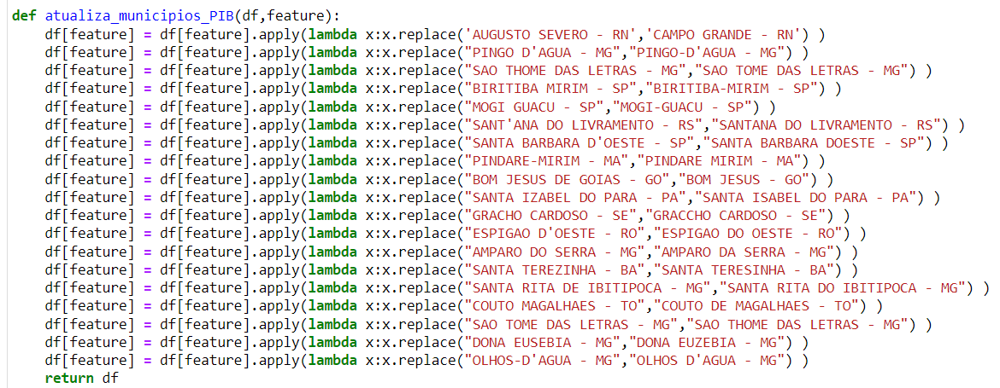 def atualiza_municipios_PIB(df,feature):
    df[feature] = df[feature].apply(lambda x:x.replace('AUGUSTO SEVERO - RN','CAMPO GRANDE - RN') )
    df[feature] = df[feature].apply(lambda x:x.replace("PINGO D'AGUA - MG","PINGO-D'AGUA - MG") )
    df[feature] = df[feature].apply(lambda x:x.replace("SAO THOME DAS LETRAS - MG","SAO TOME DAS LETRAS - MG") )
    df[feature] = df[feature].apply(lambda x:x.replace("BIRITIBA MIRIM - SP","BIRITIBA-MIRIM - SP") )
    df[feature] = df[feature].apply(lambda x:x.replace("MOGI GUACU - SP","MOGI-GUACU - SP") )
    df[feature] = df[feature].apply(lambda x:x.replace("SANT'ANA DO LIVRAMENTO - RS","SANTANA DO LIVRAMENTO - RS") )
    df[feature] = df[feature].apply(lambda x:x.replace("SANTA BARBARA D'OESTE - SP","SANTA BARBARA DOESTE - SP") )
    df[feature] = df[feature].apply(lambda x:x.replace("PINDARE-MIRIM - MA","PINDARE MIRIM - MA") )
    df[feature] = df[feature].apply(lambda x:x.replace("BOM JESUS DE GOIAS - GO","BOM JESUS - GO") )
    df[feature] = df[feature].apply(lambda x:x.replace("SANTA IZABEL DO PARA - PA","SANTA ISABEL DO PARA - PA") )
    df[feature] = df[feature].apply(lambda x:x.replace("GRACHO CARDOSO - SE","GRACCHO CARDOSO - SE") )
    df[feature] = df[feature].apply(lambda x:x.replace("ESPIGAO D'OESTE - RO","ESPIGAO DO OESTE - RO") )
    df[feature] = df[feature].apply(lambda x:x.replace("AMPARO DO SERRA - MG","AMPARO DA SERRA - MG") )
    df[feature] = df[feature].apply(lambda x:x.replace("SANTA TEREZINHA - BA","SANTA TERESINHA - BA") )
    df[feature] = df[feature].apply(lambda x:x.replace("SANTA RITA DE IBITIPOCA - MG","SANTA RITA DO IBITIPOCA - MG") )
    df[feature] = df[feature].apply(lambda x:x.replace("COUTO MAGALHAES - TO","COUTO DE MAGALHAES - TO") )
    df[feature] = df[feature].apply(lambda x:x.replace("SAO TOME DAS LETRAS - MG","SAO THOME DAS LETRAS - MG") )
    df[feature] = df[feature].apply(lambda x:x.replace("DONA EUSEBIA - MG","DONA EUZEBIA - MG") )
    df[feature] = df[feature].apply(lambda x:x.replace("OLHOS-D'AGUA - MG","OLHOS D'AGUA - MG") )
    return df